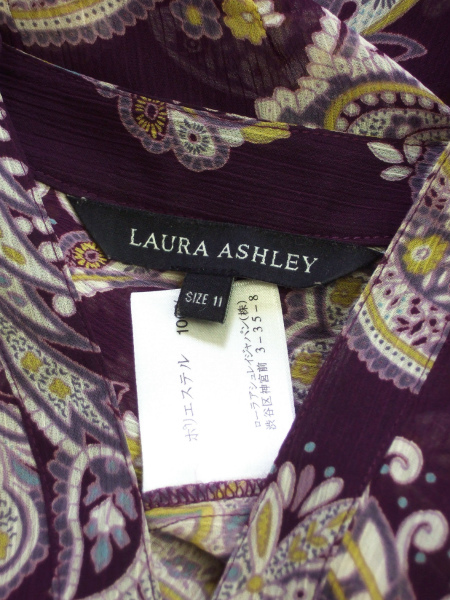 LAURA ASHLEY
SIZE 11
ポリエステル 100
ローラアシュレイジャパン(株)
渋谷区神宮前 3-35-8